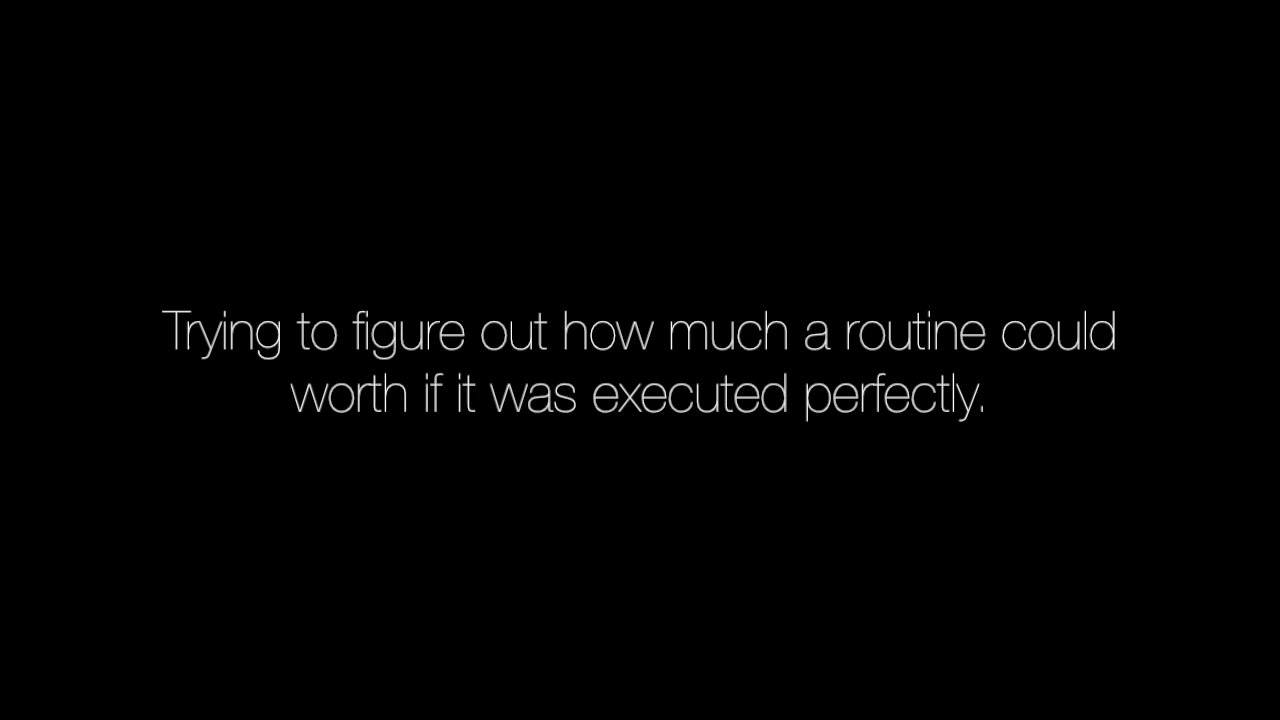 Trying to figure out how much a routine could
worth if it was executed perfectly.